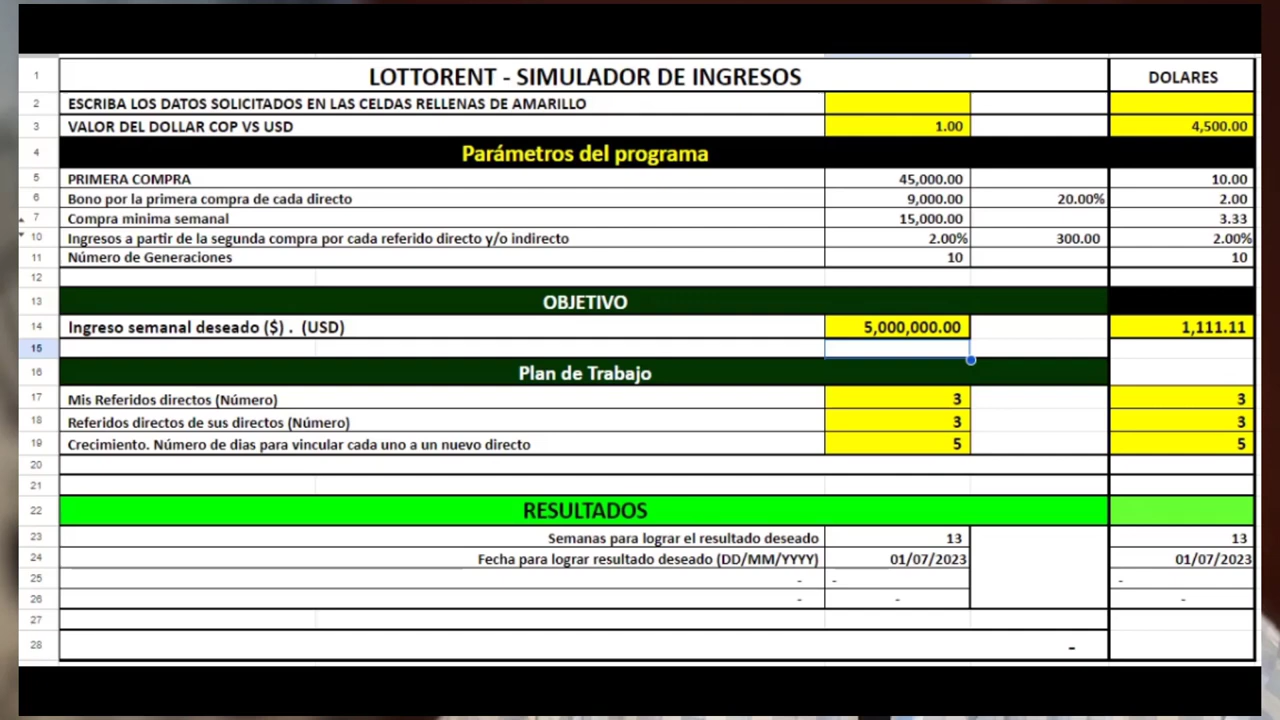 1 LOTTORENT - SIMULADOR DE INGRESOS DOLARES
2 ESCRIBA LOS DATOS SOLICITADOS EN LAS CELDAS RELLENAS DE AMARILLO
3 VALOR DEL DOLLAR COP VS USD 1.00 4,500.00
4 Parámetros del programa
5 PRIMERA COMPRA 45,000.00 10.00
6 Bono por la primera compra de cada directo 9,000.00 20.00% 2.00
7 Compra minima semanal 15,000.00 3.33
10 Ingresos a partir de la segunda compra por cada referido directo y/o indirecto 2.00% 300.00 2.00%
11 Número de Generaciones 10 10
12
13 OBJETIVO
14 Ingreso semanal deseado ($) . (USD) 5,000,000.00 1,111.11
15
16 Plan de Trabajo
17 Mis Referidos directos (Número) 3 3
18 Referidos directos de sus directos (Número) 3 3
19 Crecimiento. Número de dias para vincular cada uno a un nuevo directo 5 5
20
21
22 RESULTADOS
23 Semanas para lograr el resultado deseado 13 13
24 Fecha para lograr resultado deseado (DD/MM/YYYY) 01/07/2023 01/07/2023
25 - - -
26 - - -
27
28 -